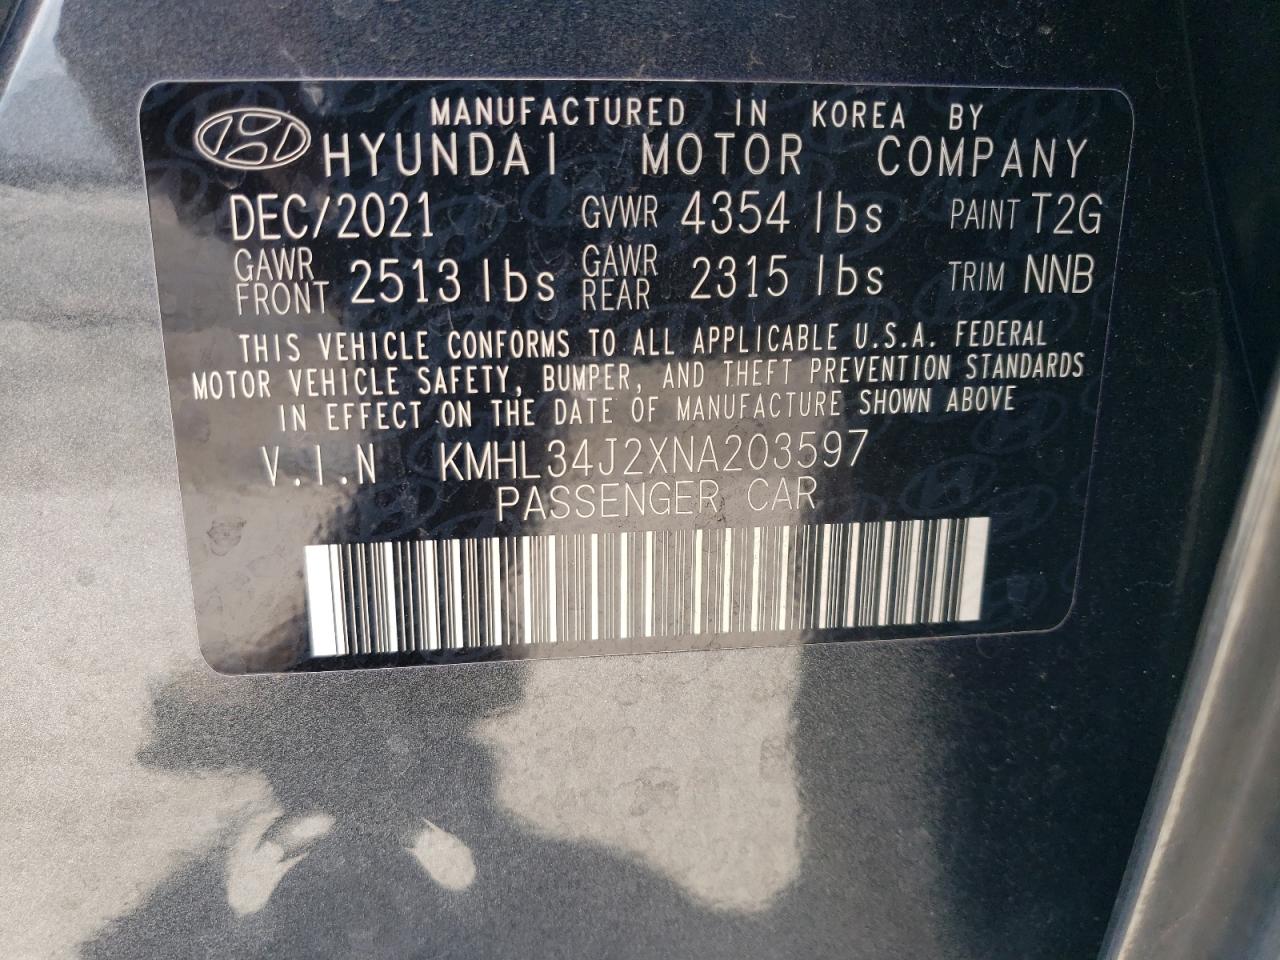 MANUFACTURED IN KOREA BY
HYUNDAI MOTOR COMPANY
DEC/2021 GVWR 4354 lbs PAINT T2G
GAWR FRONT 2513 lbs GAWR REAR 2315 lbs TRIM NNB
THIS VEHICLE CONFORMS TO ALL APPLICABLE U.S.A. FEDERAL
MOTOR VEHICLE SAFETY, BUMPER, AND THEFT PREVENTION STANDARDS
IN EFFECT ON THE DATE OF MANUFACTURE SHOWN ABOVE
V.I.N KMHL34J2XNA203597
PASSENGER CAR